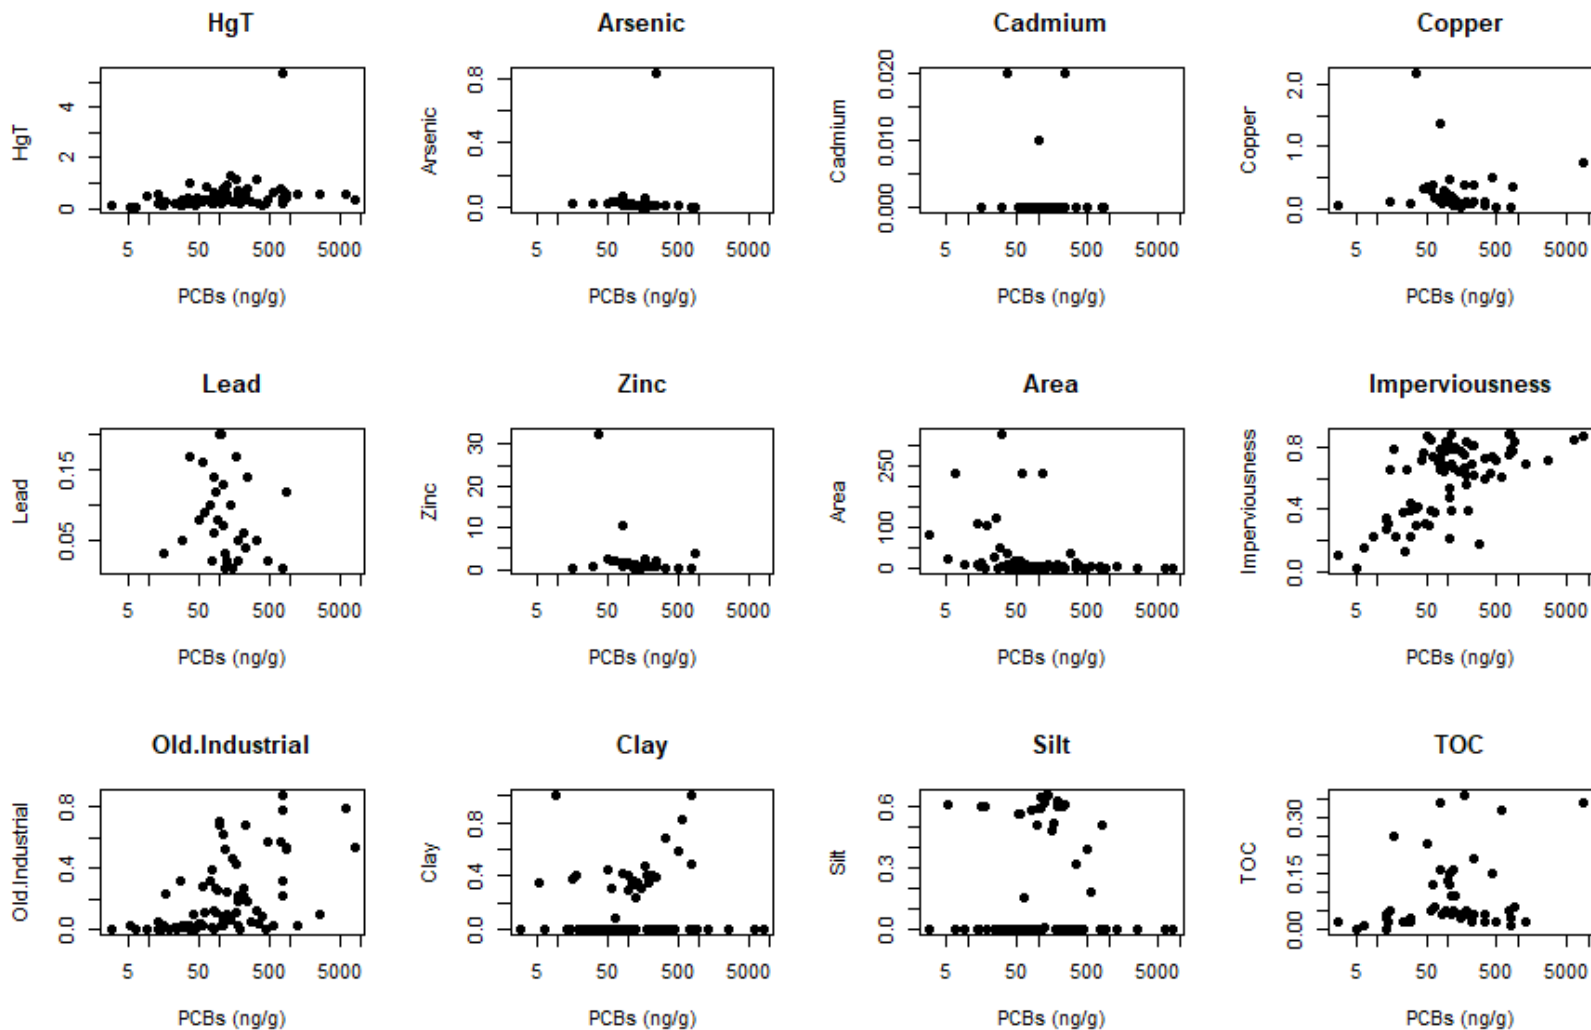 HgT Arsenic Cadmium Copper
HgT 0 2 4 Arsenic 0.0 0.4 0.8 Cadmium 0.000 0.010 0.020 Copper 0.0 1.0 2.0
5 50 500 5000 5 50 500 5000 5 50 500 5000 5 50 500 5000
PCBs (ng/g) PCBs (ng/g) PCBs (ng/g) PCBs (ng/g)
Lead Zinc Area Imperviousness
Lead 0.05 0.15 Zinc 0 10 20 30 Area 0 100 250 Imperviousness 0.0 0.4 0.8
5 50 500 5000 5 50 500 5000 5 50 500 5000 5 50 500 5000
PCBs (ng/g) PCBs (ng/g) PCBs (ng/g) PCBs (ng/g)
Old.Industrial Clay Silt TOC
Old.Industrial 0.0 0.4 0.8 Clay 0.0 0.4 0.8 Silt 0.0 0.3 0.6 TOC 0.00 0.15 0.30
5 50 500 5000 5 50 500 5000 5 50 500 5000 5 50 500 5000
PCBs (ng/g) PCBs (ng/g) PCBs (ng/g) PCBs (ng/g)